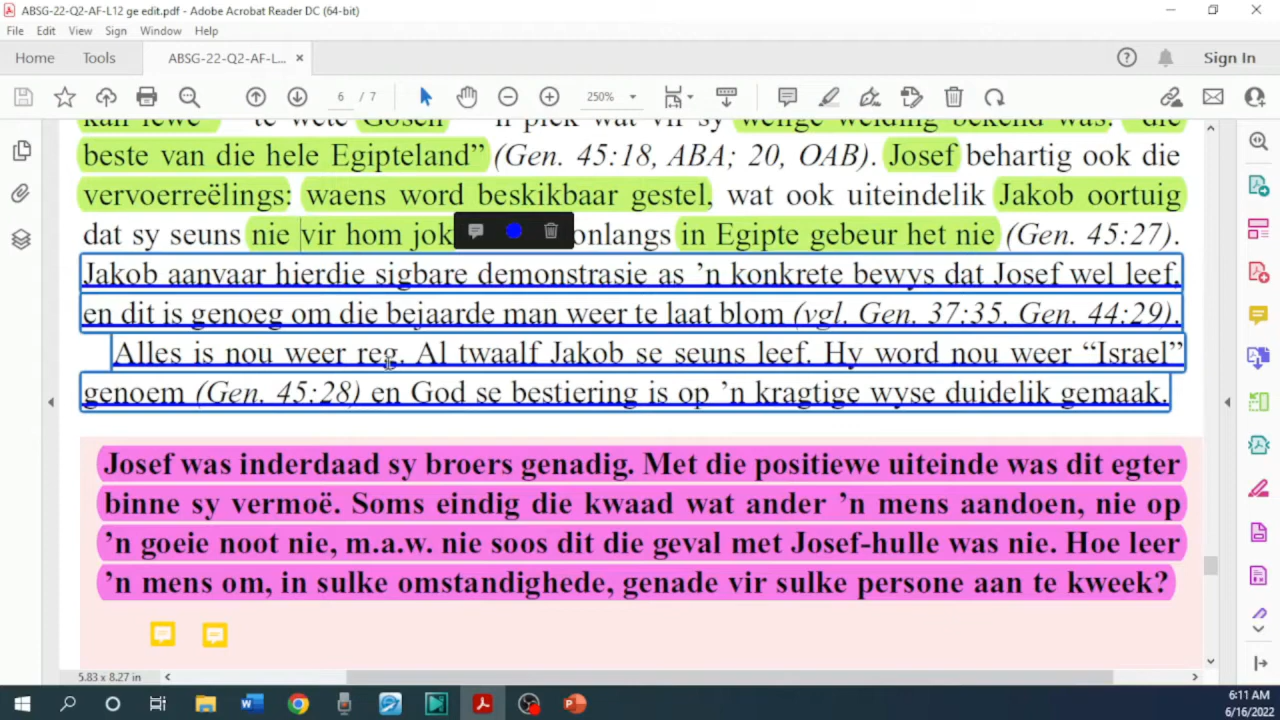 ABSG-22-Q2-AF-L12 ge edit.pdf - Adobe Acrobat Reader DC (64-bit)
File Edit View Sign Window Help
Home Tools ABSG-22-Q2-AF-L... × Sign In
6 / 7 250%
beste van die hele Egipteland” (Gen. 45:18, ABA; 20, OAB). Josef behartig ook die
vervoerreëlings: waens word beskikbaar gestel, wat ook uiteindelik Jakob oortuig
dat sy seuns nie vir hom jok onlangs in Egipte gebeur het nie (Gen. 45:27).
Jakob aanvaar hierdie sigbare demonstrasie as ’n konkrete bewys dat Josef wel leef,
en dit is genoeg om die bejaarde man weer te laat blom (vgl. Gen. 37:35, Gen. 44:29).
Alles is nou weer reg. Al twaalf Jakob se seuns leef. Hy word nou weer “Israel”
genoem (Gen. 45:28) en God se bestiering is op ’n kragtige wyse duidelik gemaak.
Josef was inderdaad sy broers genadig. Met die positiewe uiteinde was dit egter
binne sy vermoë. Soms eindig die kwaad wat ander ’n mens aandoen, nie op
’n goeie noot nie, m.a.w. nie soos dit die geval met Josef-hulle was nie. Hoe leer
’n mens om, in sulke omstandighede, genade vir sulke persone aan te kweek?
5.83 x 8.27 in
6:11 AM
6/16/2022